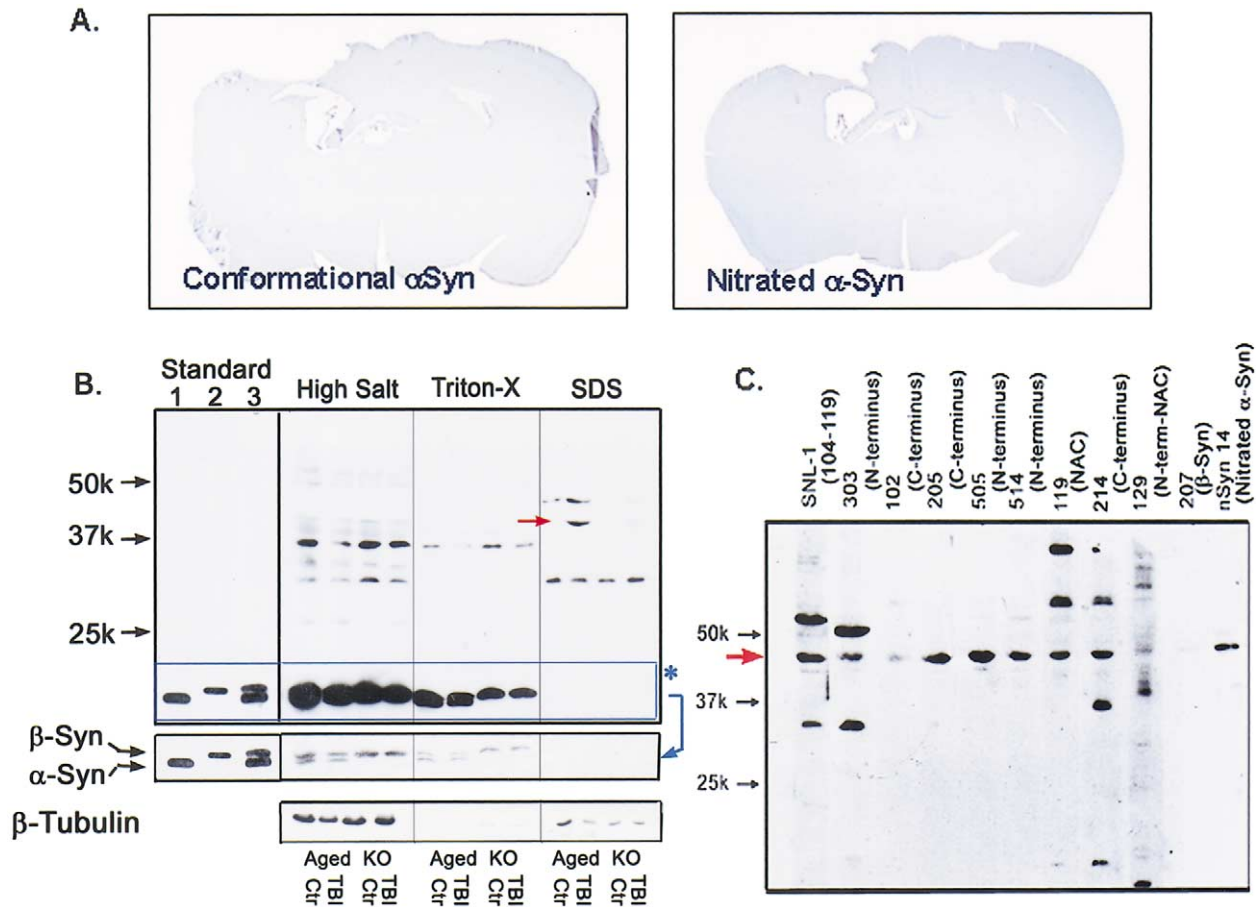 A.
Conformational αSyn
Nitrated α-Syn
B.
Standard
1 2 3
High Salt
Triton-X
SDS
50k
37k
25k
*
β-Syn
α-Syn
β-Tubulin
Aged KO Aged KO Aged KO
Ctr TBI Ctr TBI Ctr TBI Ctr TBI Ctr TBI Ctr TBI
C.
SNL-1 (104-119)
303 (N-terminus)
102 (C-terminus)
205 (C-terminus)
505 (N-terminus)
514 (N-terminus)
119 (NAC)
214 (C-terminus)
129 (N-term-NAC)
207 (β-Syn)
nSyn 14 (Nitrated α-Syn)
50k
37k
25k